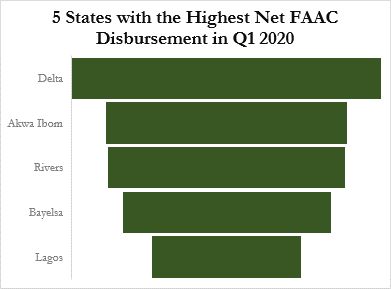 5 States with the Highest Net FAAC
Disbursement in Q1 2020
Delta
Akwa Ibom
Rivers
Bayelsa
Lagos